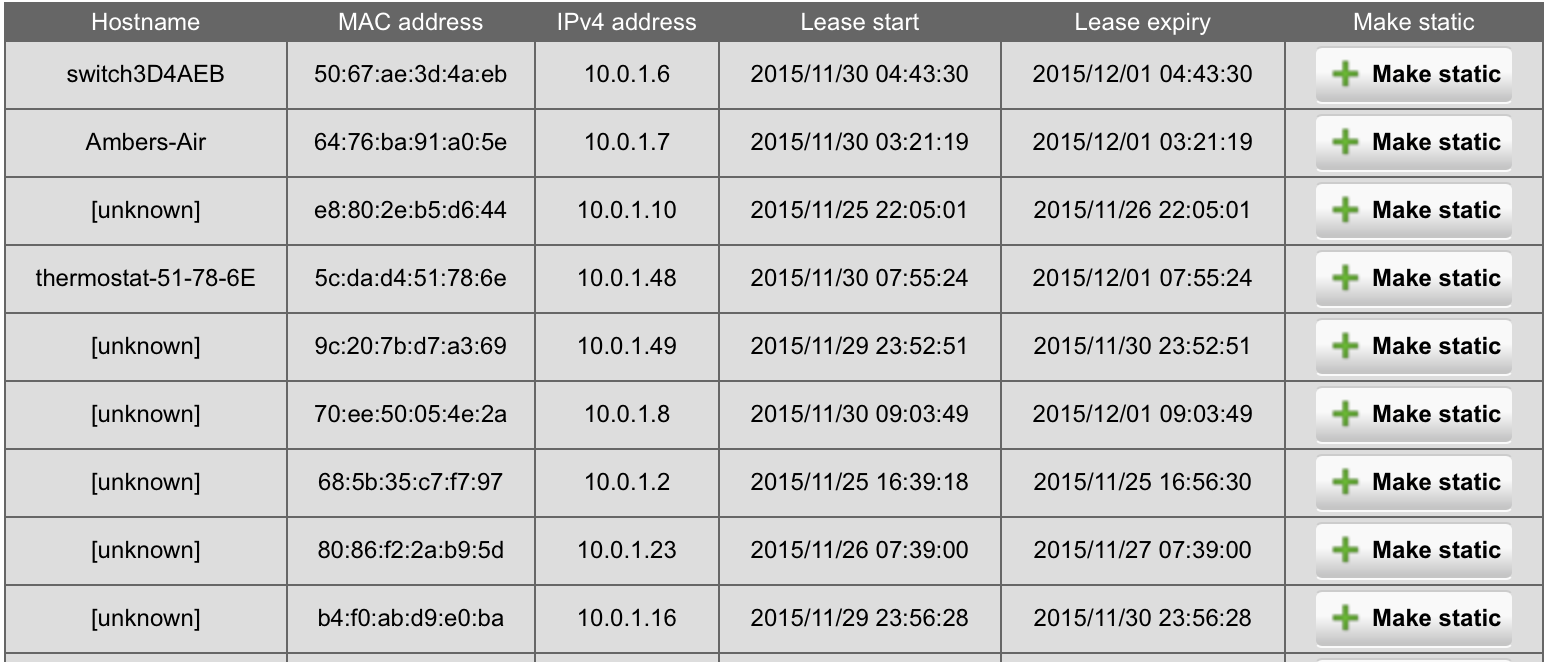 Hostname MAC address IPv4 address Lease start Lease expiry Make static
switch3D4AEB 50:67:ae:3d:4a:eb 10.0.1.6 2015/11/30 04:43:30 2015/12/01 04:43:30 Make static
Ambers-Air 64:76:ba:91:a0:5e 10.0.1.7 2015/11/30 03:21:19 2015/12/01 03:21:19 Make static
[unknown] e8:80:2e:b5:d6:44 10.0.1.10 2015/11/25 22:05:01 2015/11/26 22:05:01 Make static
thermostat-51-78-6E 5c:da:d4:51:78:6e 10.0.1.48 2015/11/30 07:55:24 2015/12/01 07:55:24 Make static
[unknown] 9c:20:7b:d7:a3:69 10.0.1.49 2015/11/29 23:52:51 2015/11/30 23:52:51 Make static
[unknown] 70:ee:50:05:4e:2a 10.0.1.8 2015/11/30 09:03:49 2015/12/01 09:03:49 Make static
[unknown] 68:5b:35:c7:f7:97 10.0.1.2 2015/11/25 16:39:18 2015/11/25 16:56:30 Make static
[unknown] 80:86:f2:2a:b9:5d 10.0.1.23 2015/11/26 07:39:00 2015/11/27 07:39:00 Make static
[unknown] b4:f0:ab:d9:e0:ba 10.0.1.16 2015/11/29 23:56:28 2015/11/30 23:56:28 Make static